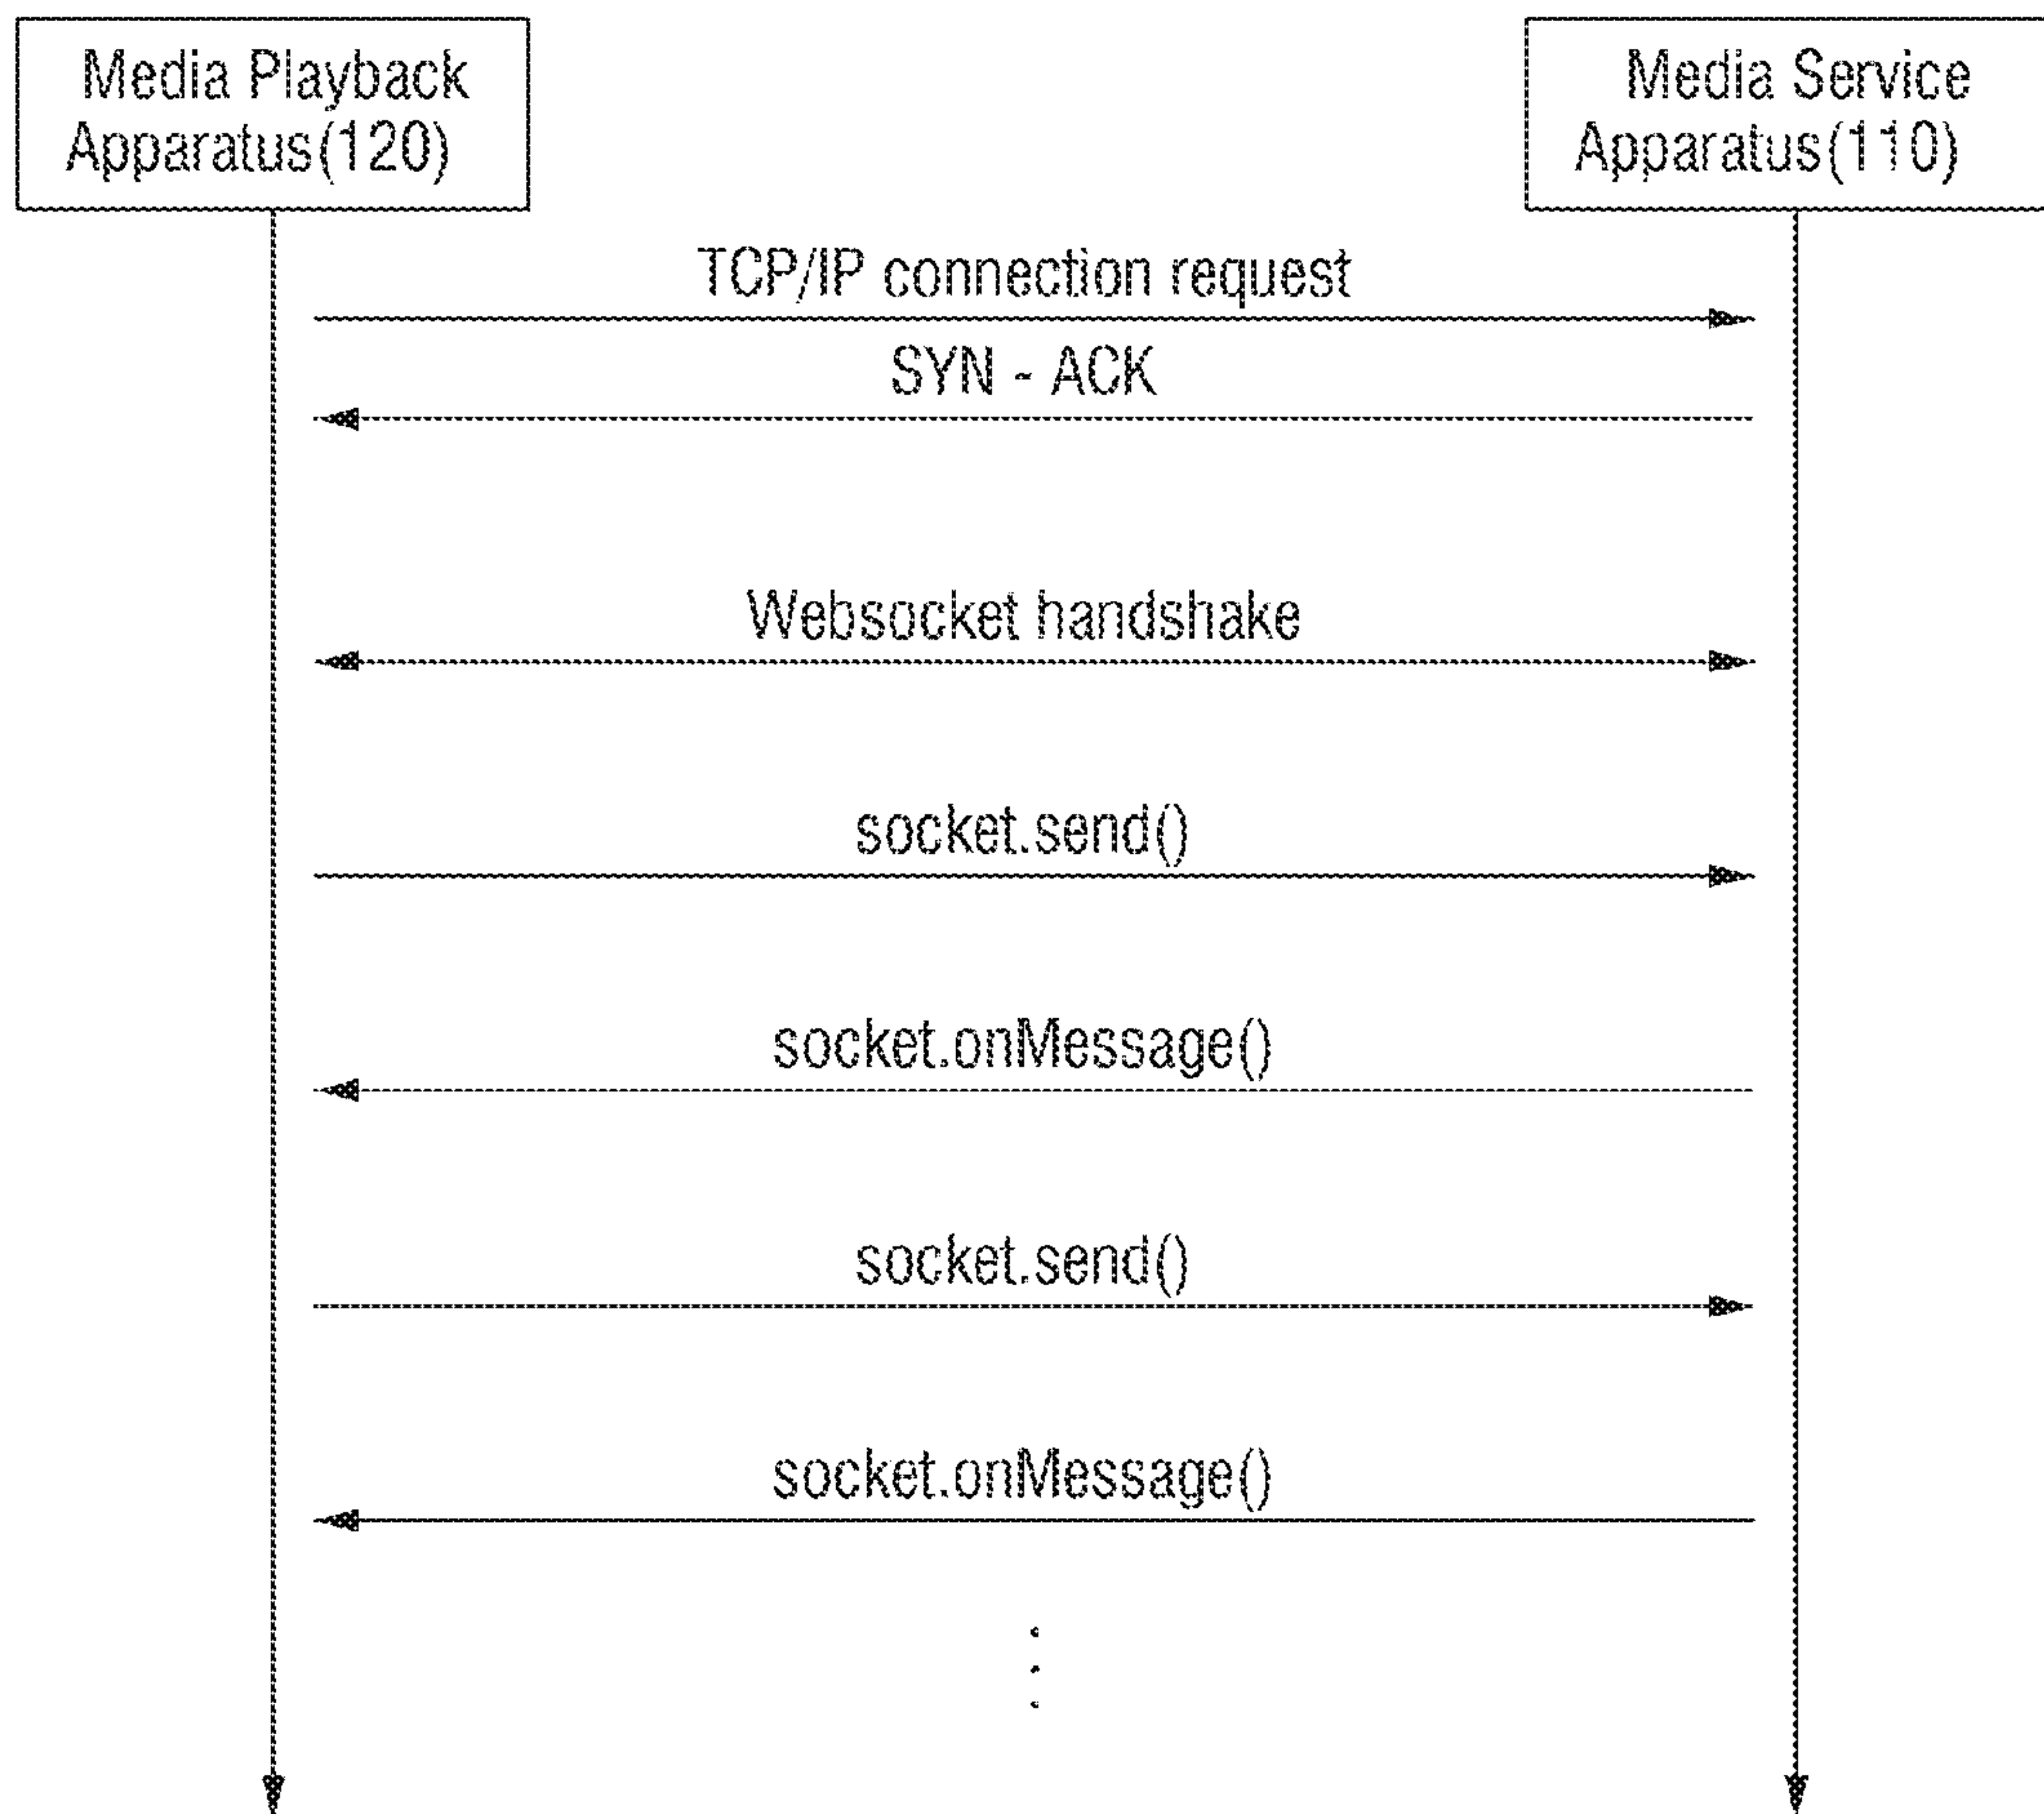 Media Playback
Apparatus(120)
Media Service
Apparatus(110)
TCP/IP connection request
SYN - ACK
Websocket handshake
socket.send()
socket.onMessage()
socket.send()
socket.onMessage()